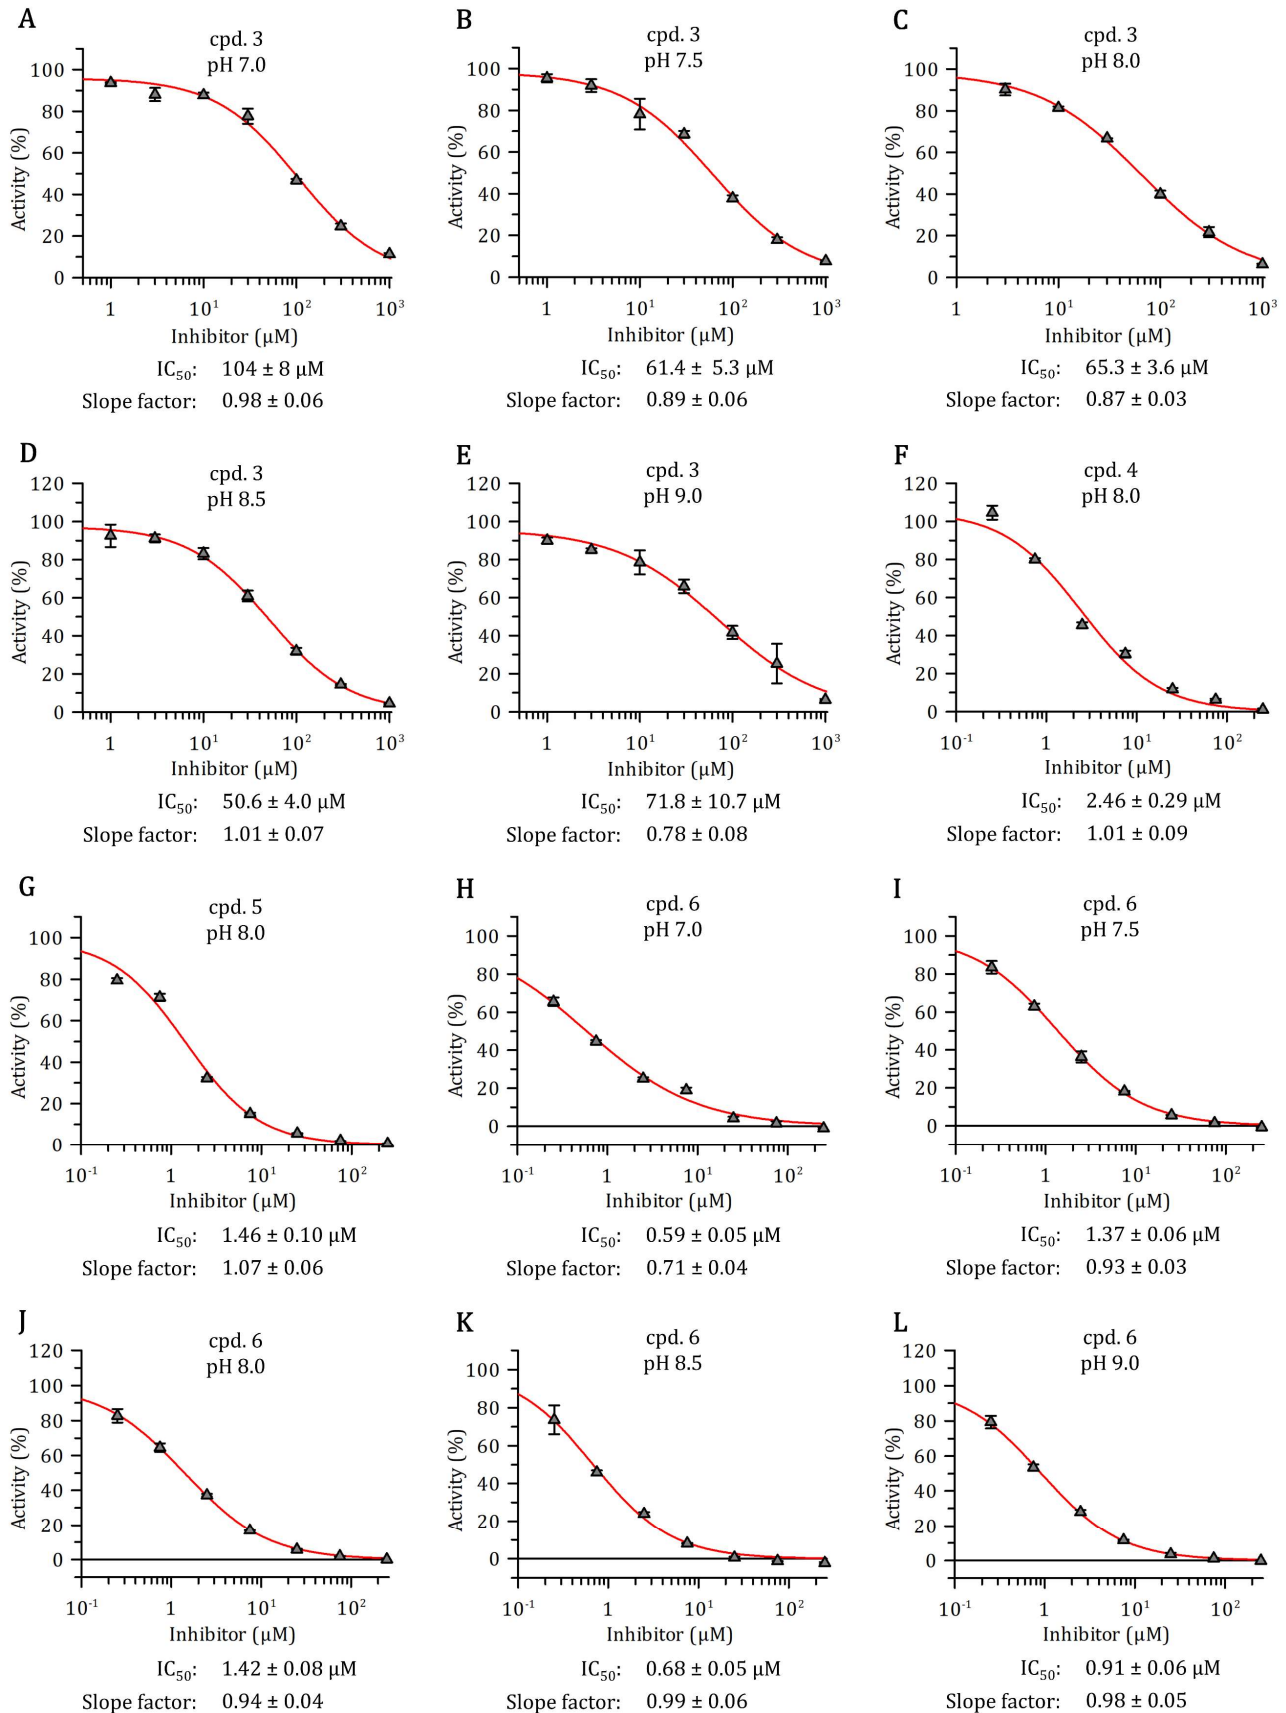 A
cpd. 3
pH 7.0
100
80
60
40
20
0
Activity (%)
1
10¹
10²
10³
Inhibitor (µM)
IC₅₀: 104 ± 8 µM
Slope factor: 0.98 ± 0.06
B
cpd. 3
pH 7.5
100
80
60
40
20
0
Activity (%)
1
10¹
10²
10³
Inhibitor (µM)
IC₅₀: 61.4 ± 5.3 µM
Slope factor: 0.89 ± 0.06
C
cpd. 3
pH 8.0
100
80
60
40
20
0
Activity (%)
1
10¹
10²
10³
Inhibitor (µM)
IC₅₀: 65.3 ± 3.6 µM
Slope factor: 0.87 ± 0.03
D
cpd. 3
pH 8.5
120
100
80
60
40
20
0
Activity (%)
1
10¹
10²
10³
Inhibitor (µM)
IC₅₀: 50.6 ± 4.0 µM
Slope factor: 1.01 ± 0.07
E
cpd. 3
pH 9.0
120
100
80
60
40
20
0
Activity (%)
1
10¹
10²
10³
Inhibitor (µM)
IC₅₀: 71.8 ± 10.7 µM
Slope factor: 0.78 ± 0.08
F
cpd. 4
pH 8.0
120
100
80
60
40
20
0
Activity (%)
10⁻¹
1
10¹
10²
Inhibitor (µM)
IC₅₀: 2.46 ± 0.29 µM
Slope factor: 1.01 ± 0.09
G
cpd. 5
pH 8.0
100
80
60
40
20
0
Activity (%)
10⁻¹
1
10¹
10²
Inhibitor (µM)
IC₅₀: 1.46 ± 0.10 µM
Slope factor: 1.07 ± 0.06
H
cpd. 6
pH 7.0
100
80
60
40
20
0
Activity (%)
10⁻¹
1
10¹
10²
Inhibitor (µM)
IC₅₀: 0.59 ± 0.05 µM
Slope factor: 0.71 ± 0.04
I
cpd. 6
pH 7.5
100
80
60
40
20
0
Activity (%)
10⁻¹
1
10¹
10²
Inhibitor (µM)
IC₅₀: 1.37 ± 0.06 µM
Slope factor: 0.93 ± 0.03
J
cpd. 6
pH 8.0
120
100
80
60
40
20
0
Activity (%)
10⁻¹
1
10¹
10²
Inhibitor (µM)
IC₅₀: 1.42 ± 0.08 µM
Slope factor: 0.94 ± 0.04
K
cpd. 6
pH 8.5
100
80
60
40
20
0
Activity (%)
10⁻¹
1
10¹
10²
Inhibitor (µM)
IC₅₀: 0.68 ± 0.05 µM
Slope factor: 0.99 ± 0.06
L
cpd. 6
pH 9.0
120
100
80
60
40
20
0
Activity (%)
10⁻¹
1
10¹
10²
Inhibitor (µM)
IC₅₀: 0.91 ± 0.06 µM
Slope factor: 0.98 ± 0.05